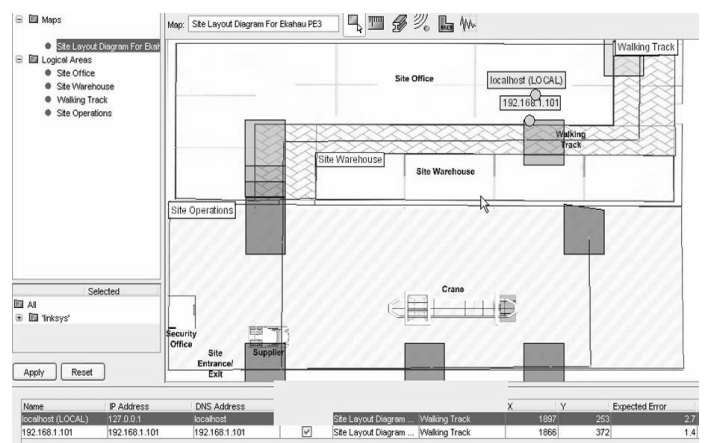 Maps
Map: Site Layout Diagram For Ekahau PE3
Site Layout Diagram For Ekah
Logical Areas
Site Office
Site Warehouse
Walking Track
Site Operations
Walking Track
Site Office
localhost (LOCAL)
192.168.1.101
Walking
Track
Site Warehouse
Site Warehouse
Site Operations
Selected
All
'linksys'
Apply
Reset
Crane
Security
Office
Site
Entrance/
Exit
Supplier
Name IP Address DNS Address X Y Expected Error
localhost (LOCAL) 127.0.0.1 localhost Site Layout Diagram ... Walking Track 1897 253 2.7
192.168.1.101 192.168.1.101 192.168.1.101 Site Layout Diagram ... Walking Track 1866 372 1.4